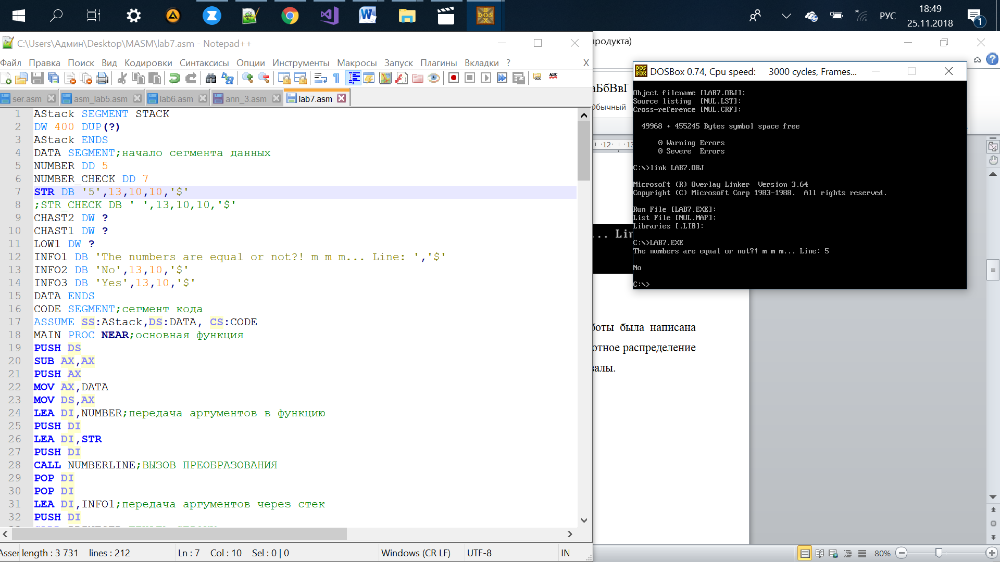 РУС
18:49
25.11.2018
1
C:\Users\Админ\Desktop\MASM\lab7.asm - Notepad++
Файл Правка Поиск Вид Кодировки Синтаксисы Опции Инструменты Макросы Запуск Плагины Вкладки ? X
ser.asm asm_lab5.asm lab6.asm ann_3.asm lab7.asm
1 AStack SEGMENT STACK
2 DW 400 DUP(?)
3 AStack ENDS
4 DATA SEGMENT;начало сегмента данных
5 NUMBER DD 5
6 NUMBER_CHECK DD 7
7 STR DB '5',13,10,10,'$'
8 ;STR_CHECK DB ' ',13,10,10,'$'
9 CHAST2 DW ?
10 CHAST1 DW ?
11 LOW1 DW ?
12 INFO1 DB 'The numbers are equal or not?! m m m... Line: ','$'
13 INFO2 DB 'No',13,10,'$'
14 INFO3 DB 'Yes',13,10,'$'
15 DATA ENDS
16 CODE SEGMENT;сегмент кода
17 ASSUME SS:AStack,DS:DATA, CS:CODE
18 MAIN PROC NEAR;основная функция
19 PUSH DS
20 SUB AX,AX
21 PUSH AX
22 MOV AX,DATA
23 MOV DS,AX
24 LEA DI,NUMBER;передача аргументов в функцию
25 PUSH DI
26 LEA DI,STR
27 PUSH DI
28 CALL NUMBERLINE;ВЫЗОВ ПРЕОБРАЗОВАНИЯ
29 POP DI
30 POP DI
31 LEA DI,INFO1;передача аргументов через стек
32 PUSH DI
Asser length : 3 731 lines : 212 Ln : 7 Col : 10 Sel : 0 | 0 Windows (CR LF) UTF-8 IN
родукта)
аБбВвГ
Обычный
12 13
... Lin
DOSBox 0.74, Cpu speed: 3000 cycles, Frames...
Object filename [LAB7.OBJ]:
Source listing [NUL.LST]:
Cross-reference [NUL.CRF]:
49968 + 455245 Bytes symbol space free
0 Warning Errors
0 Severe Errors
C:\>link LAB7.OBJ
Microsoft (R) Overlay Linker Version 3.64
Copyright (C) Microsoft Corp 1983-1988. All rights reserved.
Run File [LAB7.EXE]:
List File [NUL.MAP]:
Libraries [.LIB]:
C:\>LAB7.EXE
The numbers are equal or not?! m m m... Line: 5
No
C:\>
боты была написана
отное распределение
валы.
80%